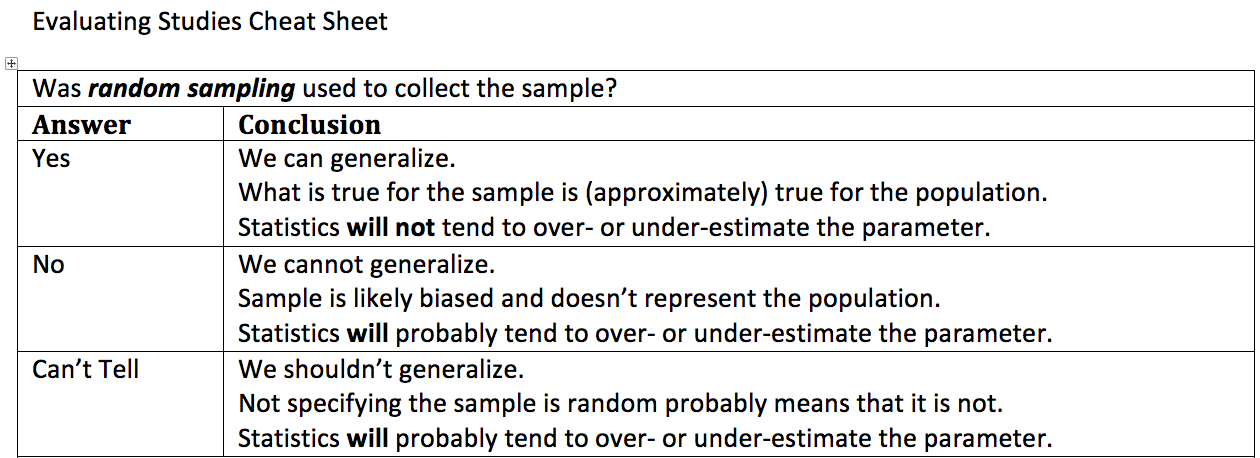 Evaluating Studies Cheat Sheet
Was random sampling used to collect the sample?
Answer Conclusion
Yes We can generalize.
What is true for the sample is (approximately) true for the population.
Statistics will not tend to over- or under-estimate the parameter.
No We cannot generalize.
Sample is likely biased and doesn’t represent the population.
Statistics will probably tend to over- or under-estimate the parameter.
Can’t Tell We shouldn’t generalize.
Not specifying the sample is random probably means that it is not.
Statistics will probably tend to over- or under-estimate the parameter.